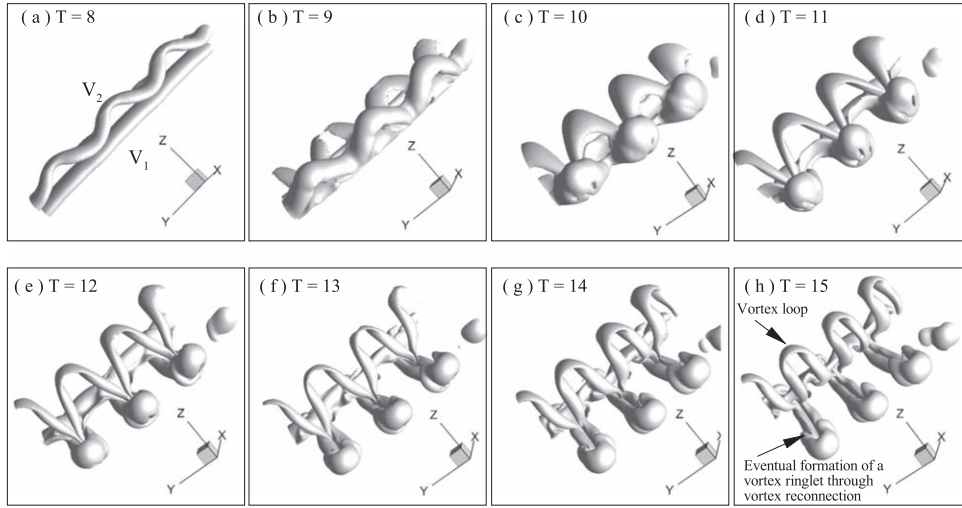 ( a ) T = 8
V2
V1
Z
X
Y
( b ) T = 9
Z
X
Y
( c ) T = 10
Z
X
Y
( d ) T = 11
Z
X
Y
( e ) T = 12
Z
X
Y
( f ) T = 13
Z
X
Y
( g ) T = 14
Z
Y
( h ) T = 15
Vortex loop
Z
X
Y
Eventual formation of a
vortex ringlet through
vortex reconnection